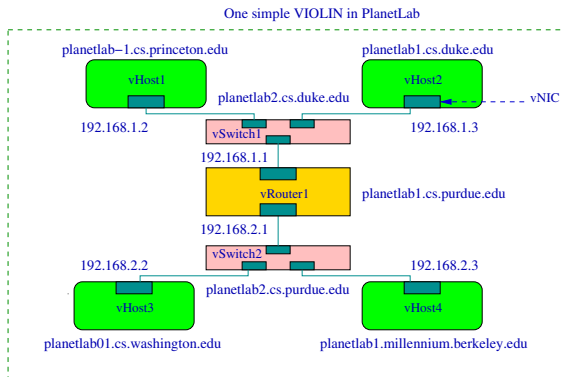 One simple VIOLIN in PlanetLab
planetlab−1.cs.princeton.edu
planetlab1.cs.duke.edu
vHost1
vHost2
planetlab2.cs.duke.edu
vNIC
192.168.1.2
192.168.1.3
vSwitch1
192.168.1.1
vRouter1
planetlab1.cs.purdue.edu
192.168.2.1
vSwitch2
192.168.2.2
192.168.2.3
planetlab2.cs.purdue.edu
vHost3
vHost4
planetlab01.cs.washington.edu
planetlab1.millennium.berkeley.edu